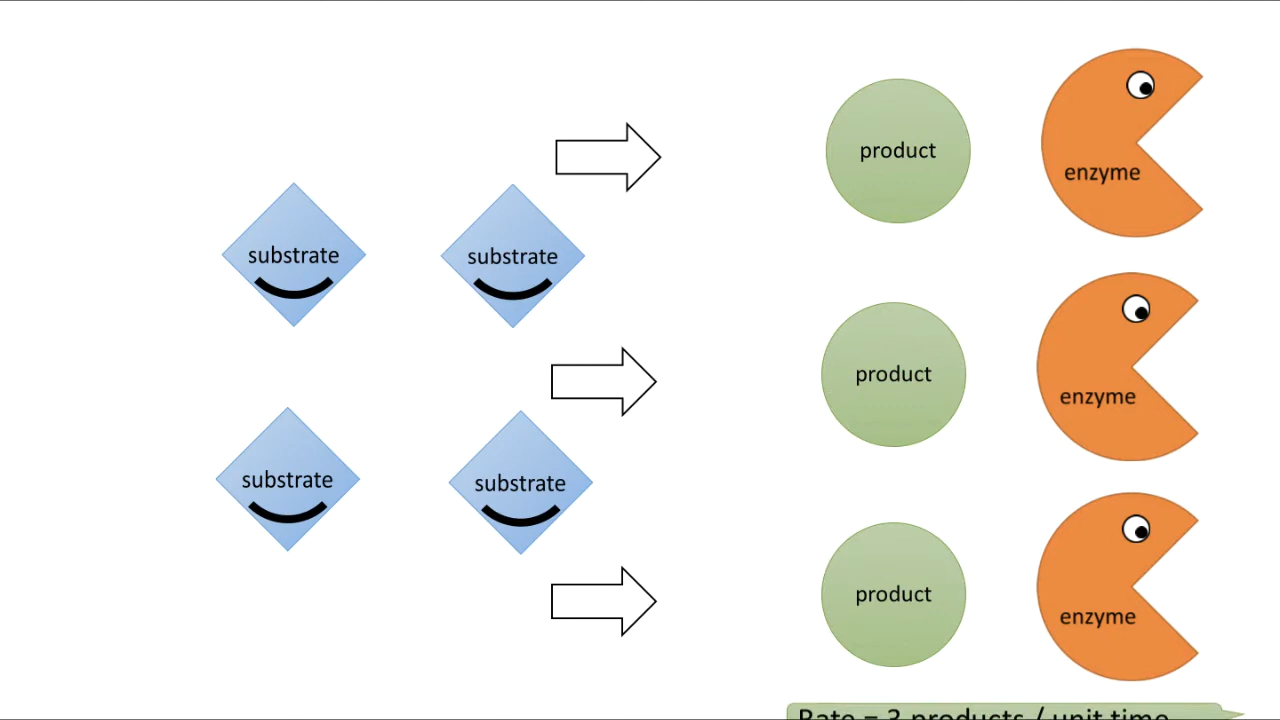 product
enzyme
substrate
substrate
product
enzyme
substrate
substrate
product
enzyme
Rate = 3 products / unit time